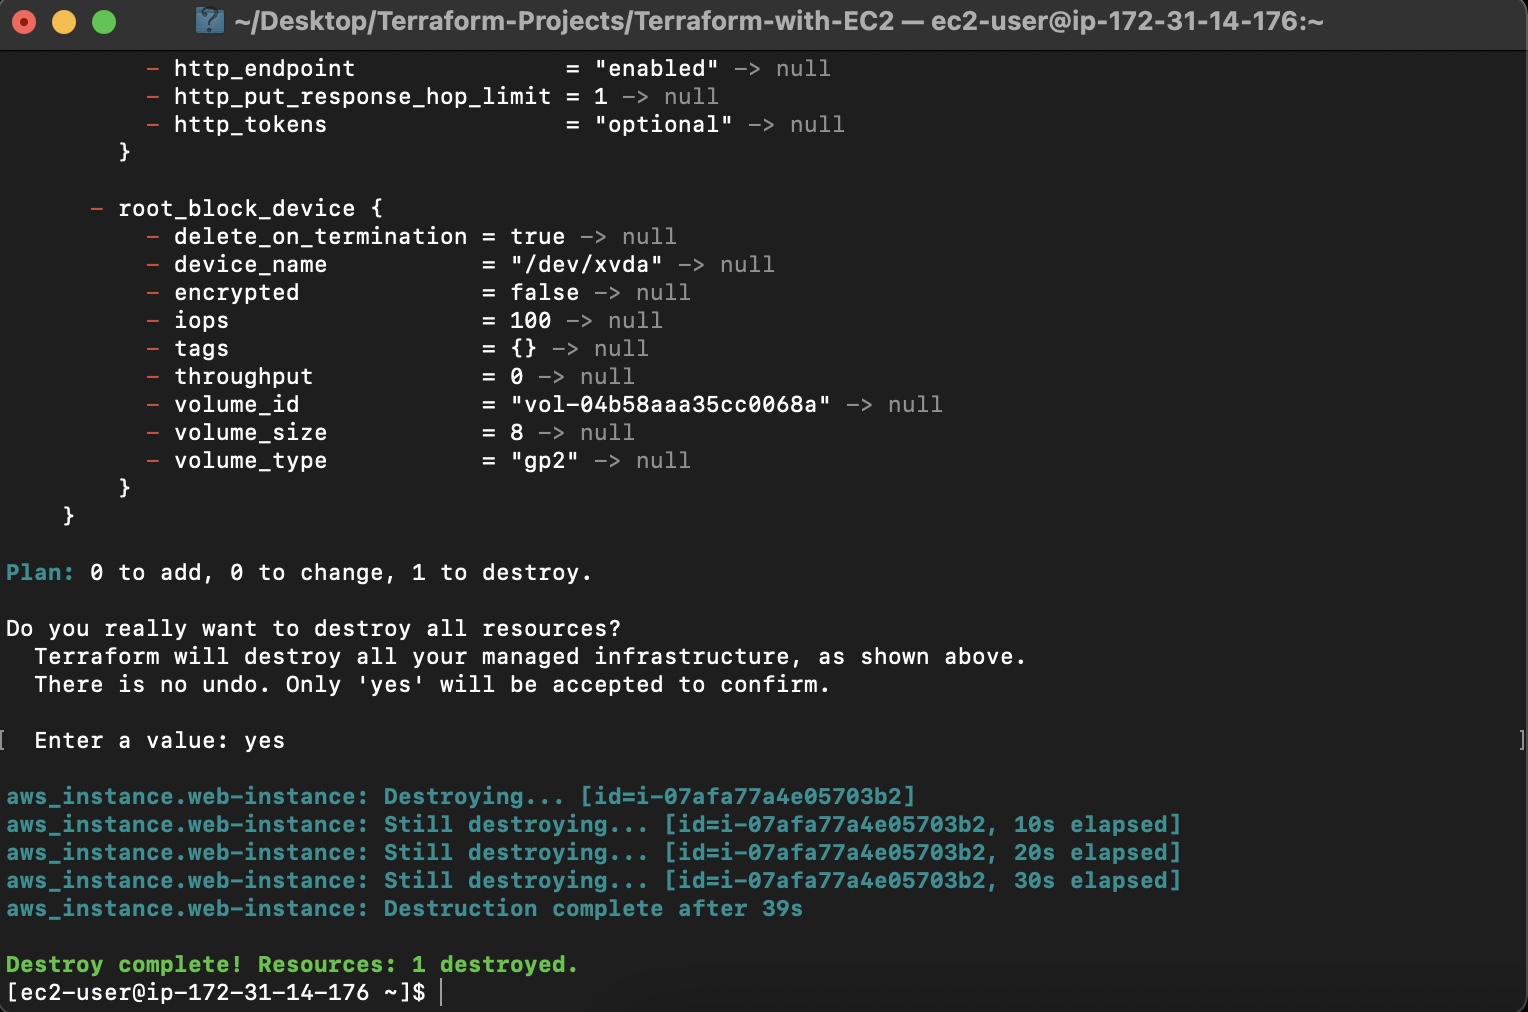 ~/Desktop/Terraform-Projects/Terraform-with-EC2 — ec2-user@ip-172-31-14-176:~
- http_endpoint = "enabled" -> null
- http_put_response_hop_limit = 1 -> null
- http_tokens = "optional" -> null
}
- root_block_device {
- delete_on_termination = true -> null
- device_name = "/dev/xvda" -> null
- encrypted = false -> null
- iops = 100 -> null
- tags = {} -> null
- throughput = 0 -> null
- volume_id = "vol-04b58aaa35cc0068a" -> null
- volume_size = 8 -> null
- volume_type = "gp2" -> null
}
}
Plan: 0 to add, 0 to change, 1 to destroy.
Do you really want to destroy all resources?
Terraform will destroy all your managed infrastructure, as shown above.
There is no undo. Only 'yes' will be accepted to confirm.
[ Enter a value: yes ]
aws_instance.web-instance: Destroying... [id=i-07afa77a4e05703b2]
aws_instance.web-instance: Still destroying... [id=i-07afa77a4e05703b2, 10s elapsed]
aws_instance.web-instance: Still destroying... [id=i-07afa77a4e05703b2, 20s elapsed]
aws_instance.web-instance: Still destroying... [id=i-07afa77a4e05703b2, 30s elapsed]
aws_instance.web-instance: Destruction complete after 39s
Destroy complete! Resources: 1 destroyed.
[ec2-user@ip-172-31-14-176 ~]$